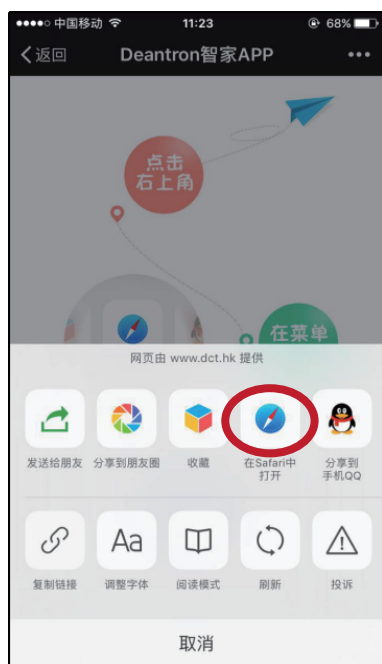 中国移动
11:23
68%
返回
Deantron智家APP
点击
右上角
在菜单
网页由 www.dct.hk 提供
发送给朋友
分享到朋友圈
收藏
在Safari中
打开
分享到
手机QQ
复制链接
Aa
调整字体
阅读模式
刷新
投诉
取消